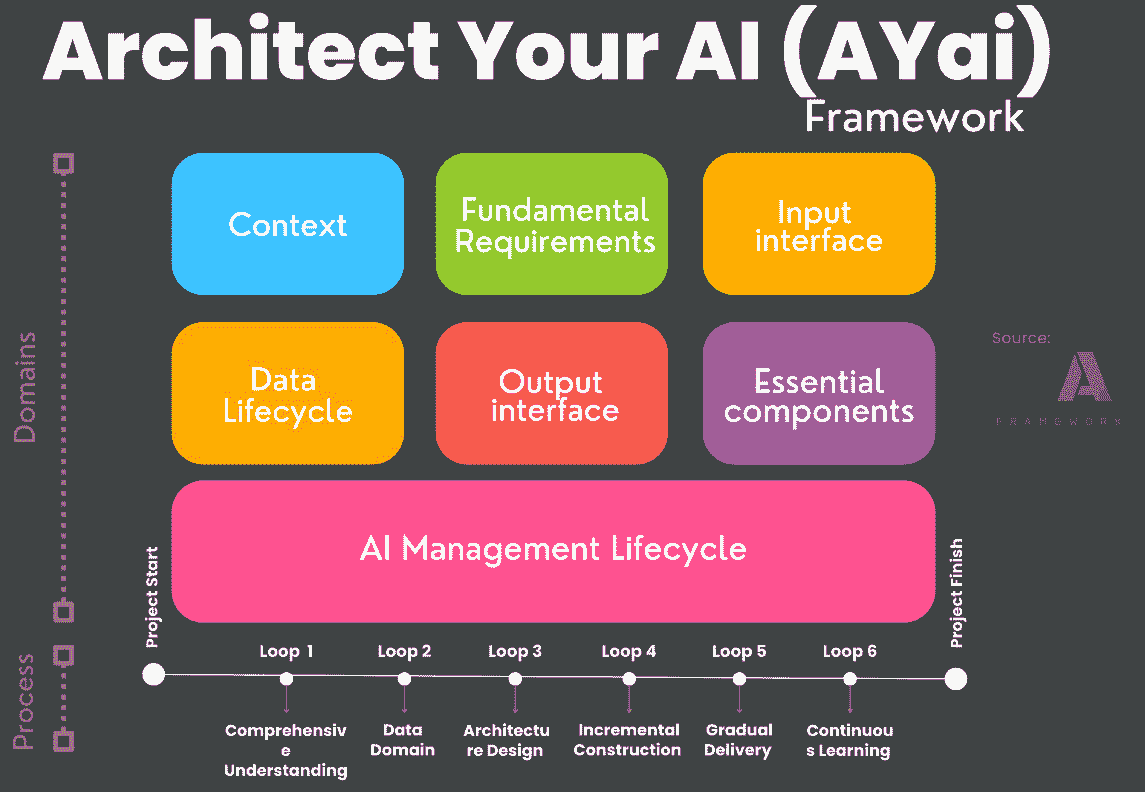 Architect Your AI (AYai)
Framework
Domains
Context
Fundamental
Requirements
Input
interface
Data
Lifecycle
Output
interface
Essential
components
Source:
FRAMEWORK
AI Management Lifecycle
Project Start
Project Finish
Process
Loop 1
Loop 2
Loop 3
Loop 4
Loop 5
Loop 6
Comprehensiv
e
Understanding
Data
Domain
Architectu
re Design
Incremental
Construction
Gradual
Delivery
Continuou
s Learning